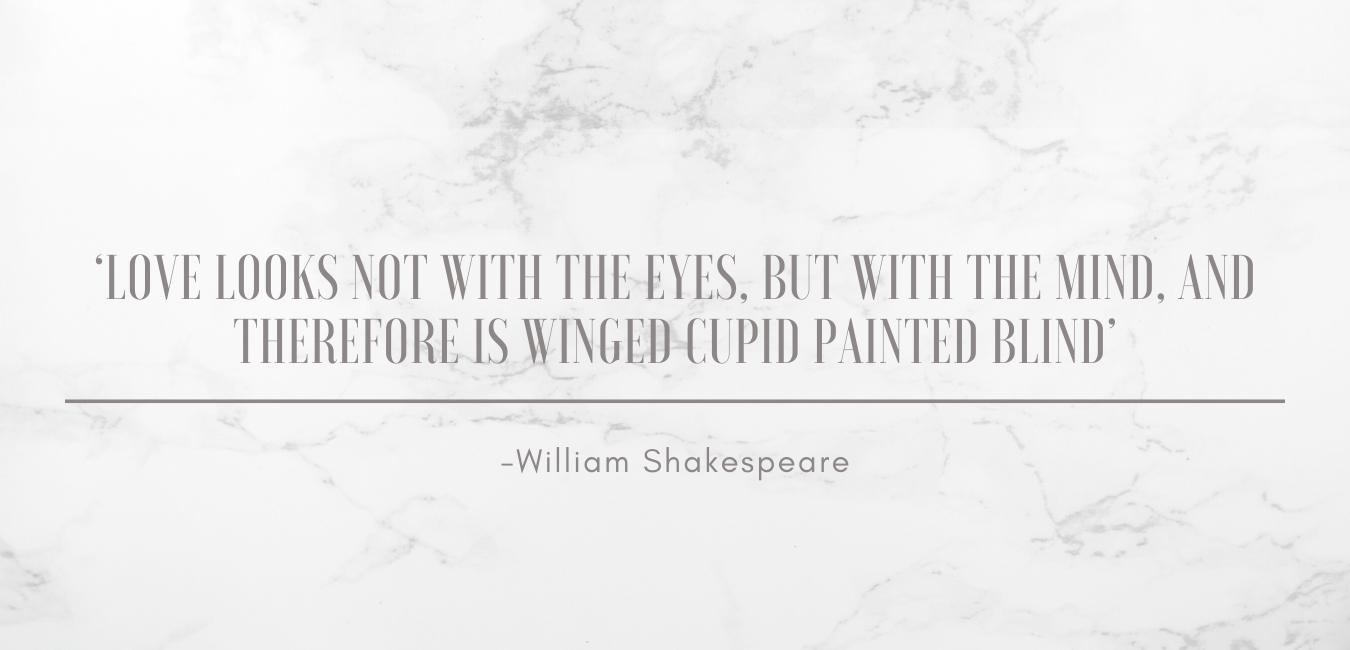 ‘LOVE LOOKS NOT WITH THE EYES, BUT WITH THE MIND, AND
THEREFORE IS WINGED CUPID PAINTED BLIND’
–William Shakespeare